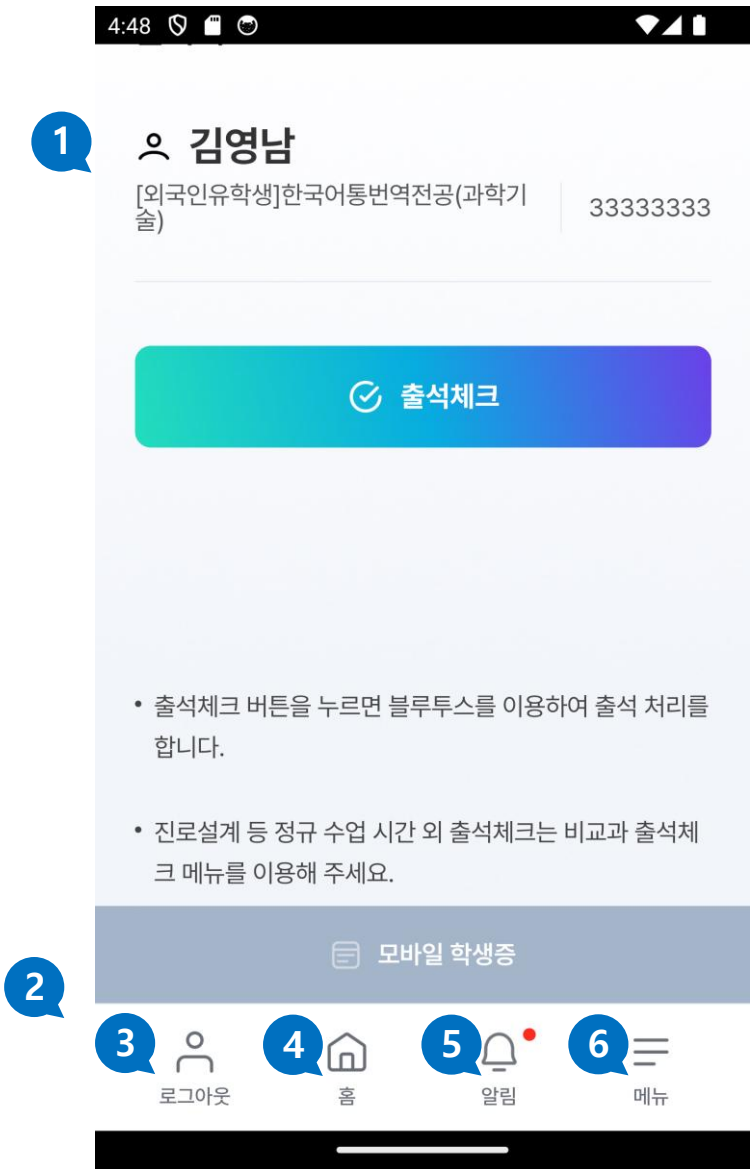 4:48
1
김영남
[외국인유학생]한국어통번역전공(과학기
술)
33333333
출석체크
• 출석체크 버튼을 누르면 블루투스를 이용하여 출석 처리를
합니다.
• 진로설계 등 정규 수업 시간 외 출석체크는 비교과 출석체
크 메뉴를 이용해 주세요.
모바일 학생증
2
3
4
5
6
로그아웃
홈
알림
메뉴